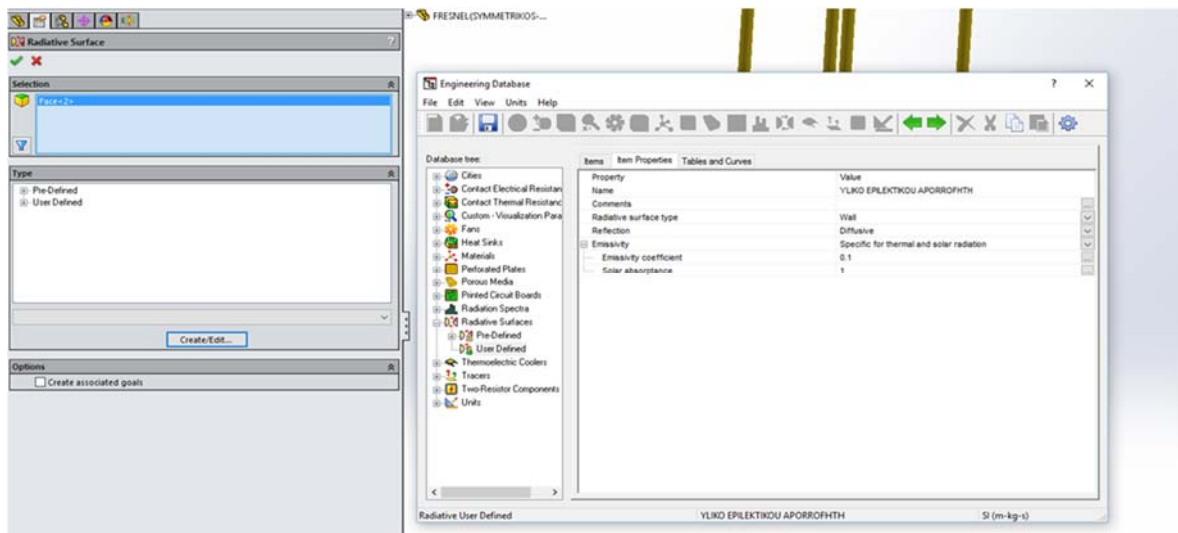 FRESNEL(SYMMETRIKOS-...
Radiative Surface
?
Selection
Face<2>
Type
Pre-Defined
User Defined
Create/Edit...
Options
Create associated goals
Engineering Database
File Edit View Units Help
Database tree:
Cities
Contact Electrical Resistan
Contact Thermal Resistanc
Custom - Visualization Para
Fans
Heat Sinks
Materials
Perforated Plates
Porous Media
Printed Circuit Boards
Radiation Spectra
Radiative Surfaces
Pre-Defined
User Defined
Thermoelectric Coolers
Tracers
Two-Resistor Components
Units
Items Item Properties Tables and Curves
Property Value
Name YLIKO EPILEKTIKOU APORROFHTH
Comments
Radiative surface type Wall
Reflection Diffusive
Emissivity Specific for thermal and solar radiation
Emissivity coefficient 0.1
Solar absorptance 1
Radiative User Defined YLIKO EPILEKTIKOU APORROFHTH SI (m-kg-s)